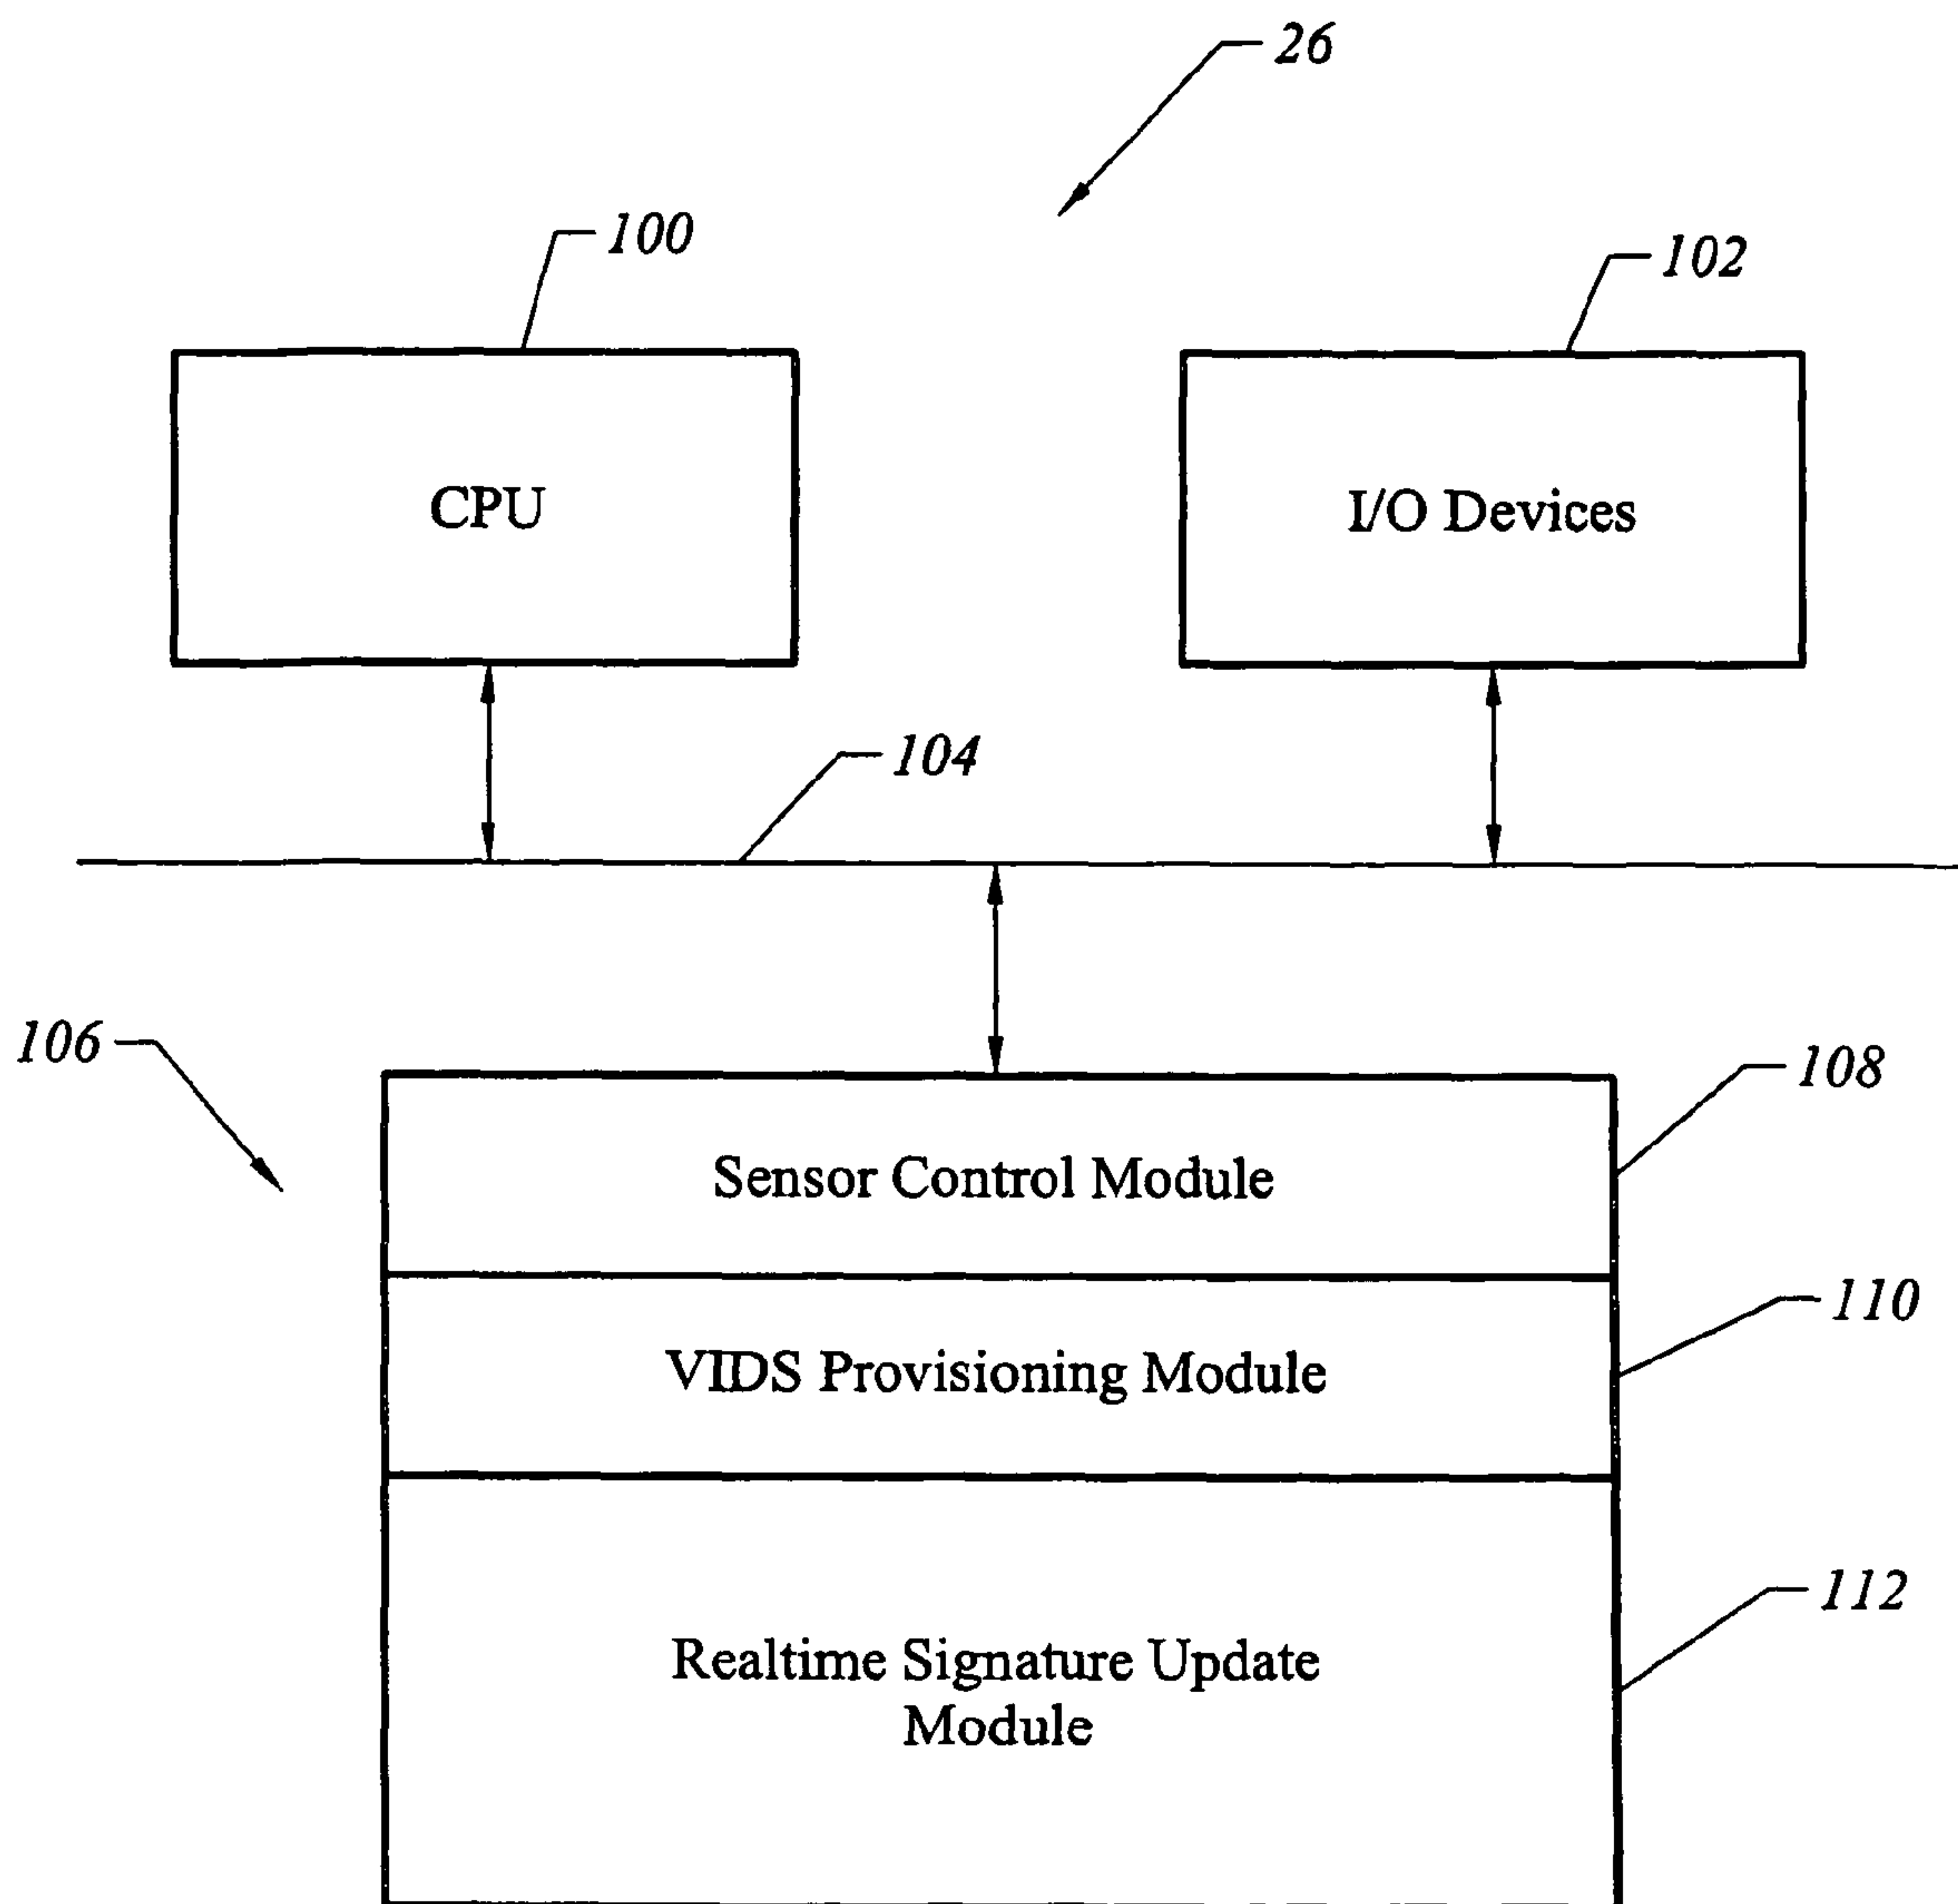 26
100
102
CPU
I/O Devices
104
106
108
Sensor Control Module
110
VIDS Provisioning Module
112
Realtime Signature Update
Module